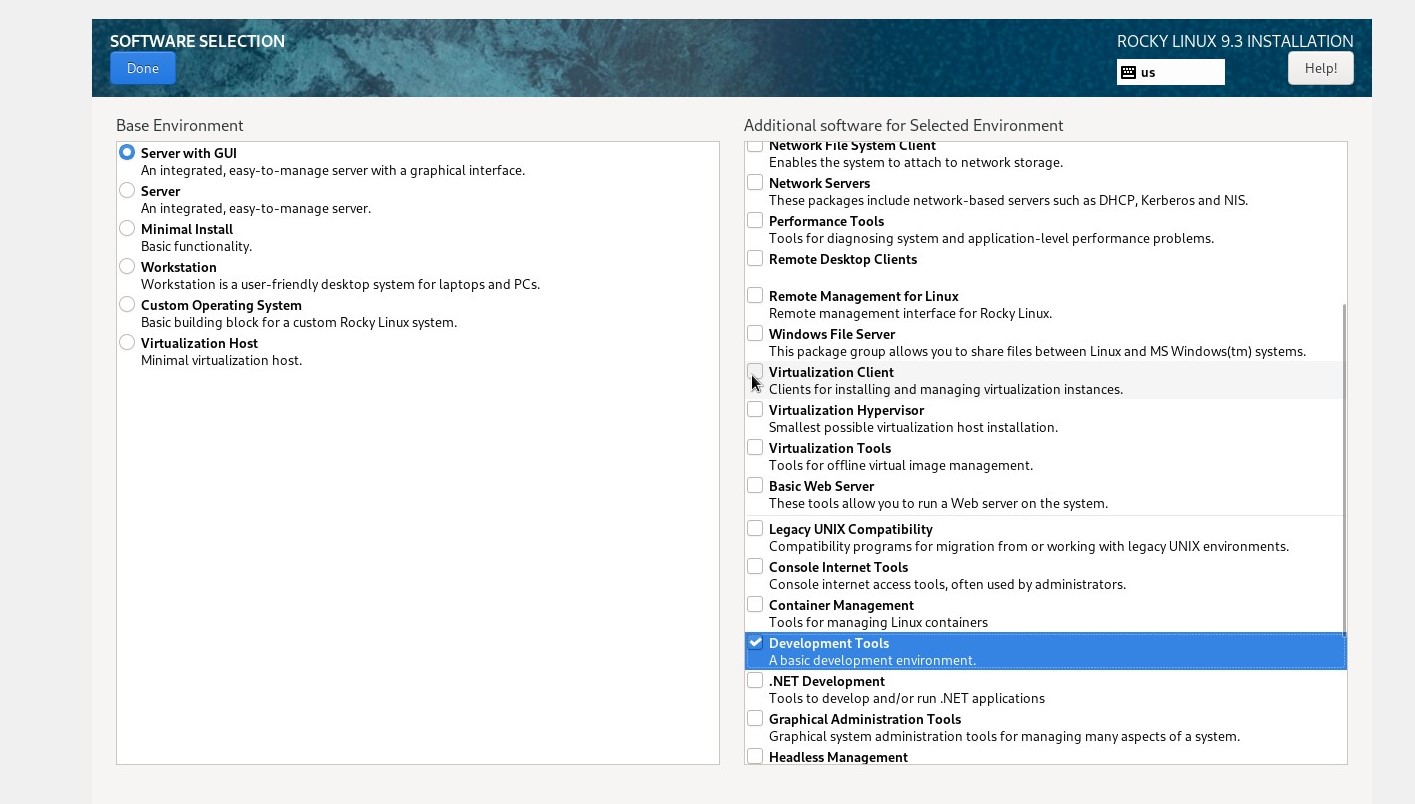 SOFTWARE SELECTION
ROCKY LINUX 9.3 INSTALLATION
Done
us
Help!
Base Environment
Server with GUI
An integrated, easy-to-manage server with a graphical interface.
Server
An integrated, easy-to-manage server.
Minimal Install
Basic functionality.
Workstation
Workstation is a user-friendly desktop system for laptops and PCs.
Custom Operating System
Basic building block for a custom Rocky Linux system.
Virtualization Host
Minimal virtualization host.
Additional software for Selected Environment
Network File System Client
Enables the system to attach to network storage.
Network Servers
These packages include network-based servers such as DHCP, Kerberos and NIS.
Performance Tools
Tools for diagnosing system and application-level performance problems.
Remote Desktop Clients
Remote Management for Linux
Remote management interface for Rocky Linux.
Windows File Server
This package group allows you to share files between Linux and MS Windows(tm) systems.
Virtualization Client
Clients for installing and managing virtualization instances.
Virtualization Hypervisor
Smallest possible virtualization host installation.
Virtualization Tools
Tools for offline virtual image management.
Basic Web Server
These tools allow you to run a Web server on the system.
Legacy UNIX Compatibility
Compatibility programs for migration from or working with legacy UNIX environments.
Console Internet Tools
Console internet access tools, often used by administrators.
Container Management
Tools for managing Linux containers
Development Tools
A basic development environment.
.NET Development
Tools to develop and/or run .NET applications
Graphical Administration Tools
Graphical system administration tools for managing many aspects of a system.
Headless Management